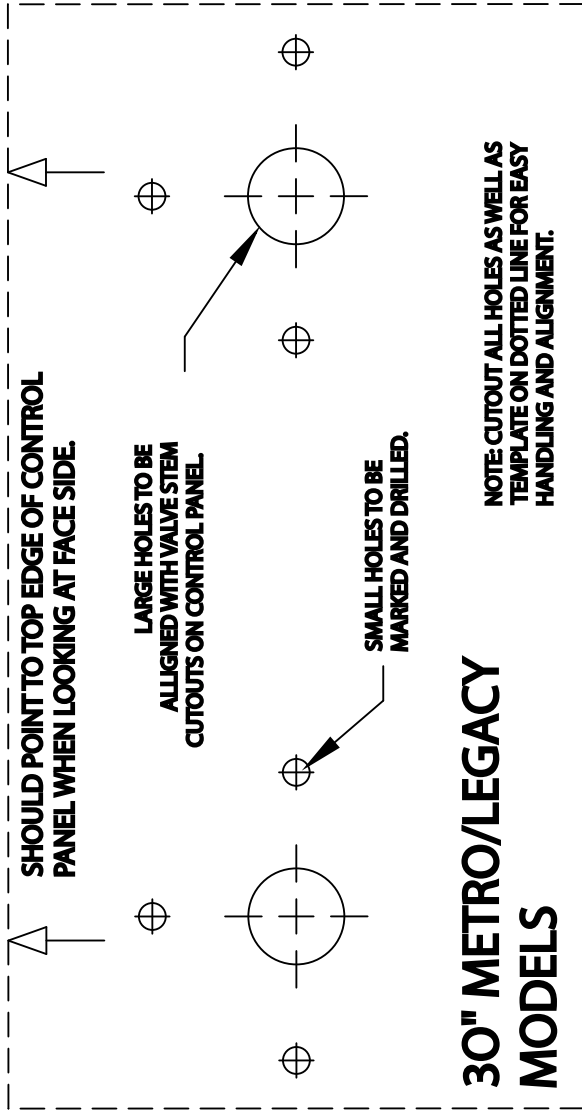 SHOULD POINT TO TOP EDGE OF CONTROL
PANEL WHEN LOOKING AT FACE SIDE.
LARGE HOLES TO BE
ALLIGNED WITH VALVE STEM
CUTOUTS ON CONTROL PANEL.
SMALL HOLES TO BE
MARKED AND DRILLED.
30" METRO/LEGACY
MODELS
NOTE: CUTOUT ALL HOLES AS WELL AS
TEMPLATE ON DOTTED LINE FOR EASY
HANDLING AND ALIGNMENT.